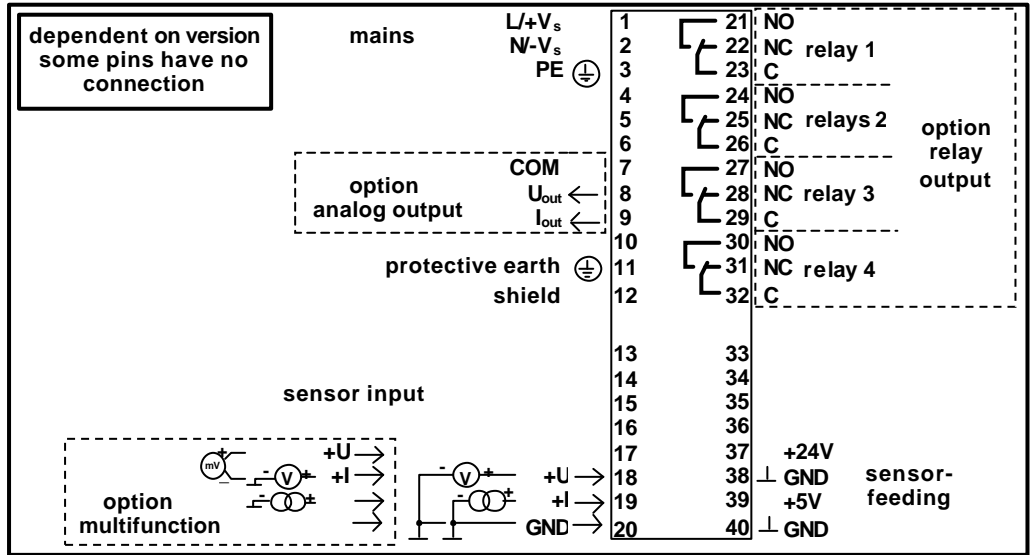 dependent on version
some pins have no
connection
mains
L/+Vs
N/-Vs
PE
1 21 NO
2 22 NC relay 1
3 23 C
4 24 NO
5 25 NC relays 2
6 26 C
7 27 NO
8 28 NC relay 3
9 29 C
10 30 NO
11 31 NC relay 4
12 32 C
option
relay
output
option
analog output
COM
Uout
Iout
protective earth
shield
13 33
14 34
15 35
16 36
17 37 +24V
18 38 GND
19 39 +5V
20 40 GND
sensor-
feeding
sensor input
+U
+I
mV
+
-
- V +
- +
option
multifunction
- V +
- +
+U
+I
GND